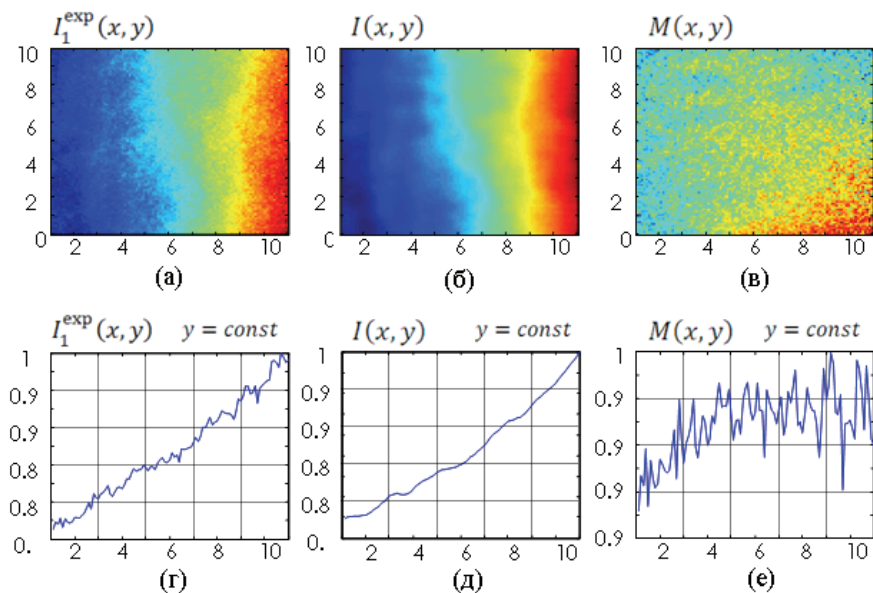 I₁ᵉˣᵖ(x, y) I(x, y) M(x, y)
10 10 10
8 8 8
6 6 6
4 4 4
2 2 2
0 0 0
2 4 6 8 10 2 4 6 8 10 2 4 6 8 10
(а) (б) (в)
I₁ᵉˣᵖ(x, y) y = const I(x, y) y = const M(x, y) y = const
1 1 1
0.9 0.9 0.9
0.9 0.9 0.9
0.8 0.8 0.9
0.8 0.8 0.9
0. 0.
2 4 6 8 10 2 4 6 8 10 2 4 6 8 10
(г) (д) (е)